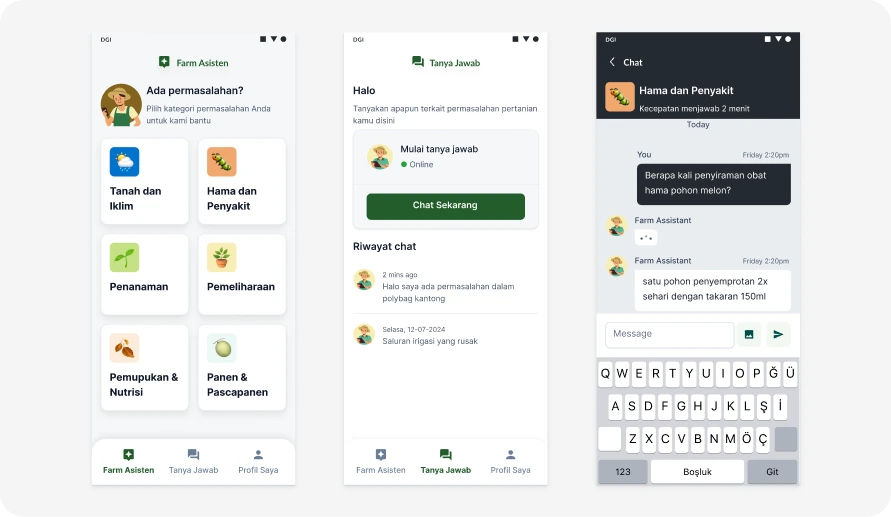 DGI
Farm Asisten
Ada permasalahan?
Pilih kategori permasalahan Anda
untuk kami bantu
Tanah dan
Iklim
Hama dan
Penyakit
Penanaman
Pemeliharaan
Pemupukan &
Nutrisi
Panen &
Pascapanen
Farm Asisten
Tanya Jawab
Profil Saya
DGI
Tanya Jawab
Halo
Tanyakan apapun terkait permasalahan pertanian
kamu disini
Mulai tanya jawab
Online
Chat Sekarang
Riwayat chat
2 mins ago
Halo saya ada permasalahan dalam
polybag kantong
Selasa, 12-07-2024
Saluran irigasi yang rusak
Farm Asisten
Tanya Jawab
Profil Saya
DGI
Chat
Hama dan Penyakit
Kecepatan menjawab 2 menit
Today
You Friday 2:20pm
Berapa kali penyiraman obat
hama pohon melon?
Farm Assistant
Farm Assistant Friday 2:20pm
satu pohon penyemprotan 2x
sehari dengan takaran 150ml
Message
Q W E R T Y U I O P Ğ Ü
A S D F G H J K L Ş İ
Z X C V B N M Ö Ç
123 Boşluk Git